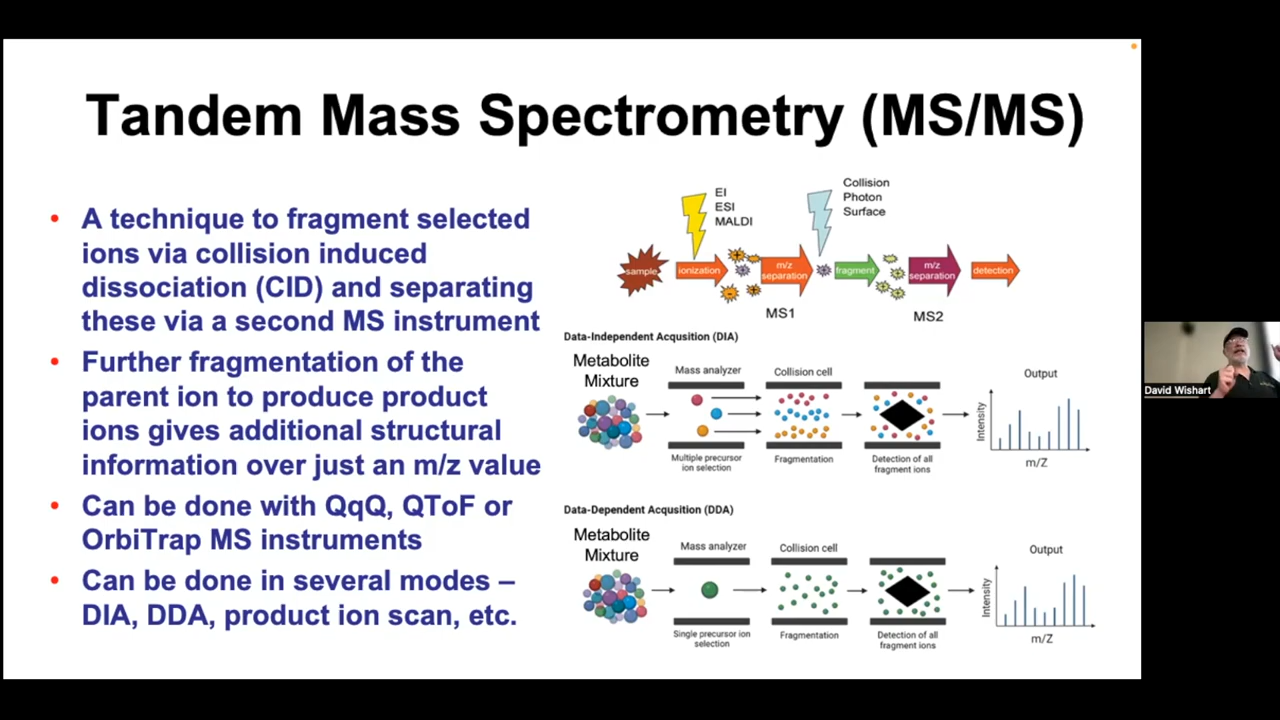 Tandem Mass Spectrometry (MS/MS)
• A technique to fragment selected
ions via collision induced
dissociation (CID) and separating
these via a second MS instrument
• Further fragmentation of the
parent ion to produce product
ions gives additional structural
information over just an m/z value
• Can be done with QqQ, QToF or
OrbiTrap MS instruments
• Can be done in several modes –
DIA, DDA, product ion scan, etc.
EI
ESI
MALDI
Collision
Photon
Surface
sample
ionization
m/z
separation
fragment
m/z
separation
detection
MS1
MS2
Data-Independent Acqusition (DIA)
Metabolite
Mixture
Mass analyzer
Collision cell
Output
Intensity
m/Z
Multiple precursor
ion selection
Fragmentation
Detection of all
fragment ions
Data-Dependent Acqusition (DDA)
Metabolite
Mixture
Mass analyzer
Collision cell
Output
Intensity
m/Z
Single precursor ion
selection
Fragmentation
Detection of all
fragment ions
David Wishart